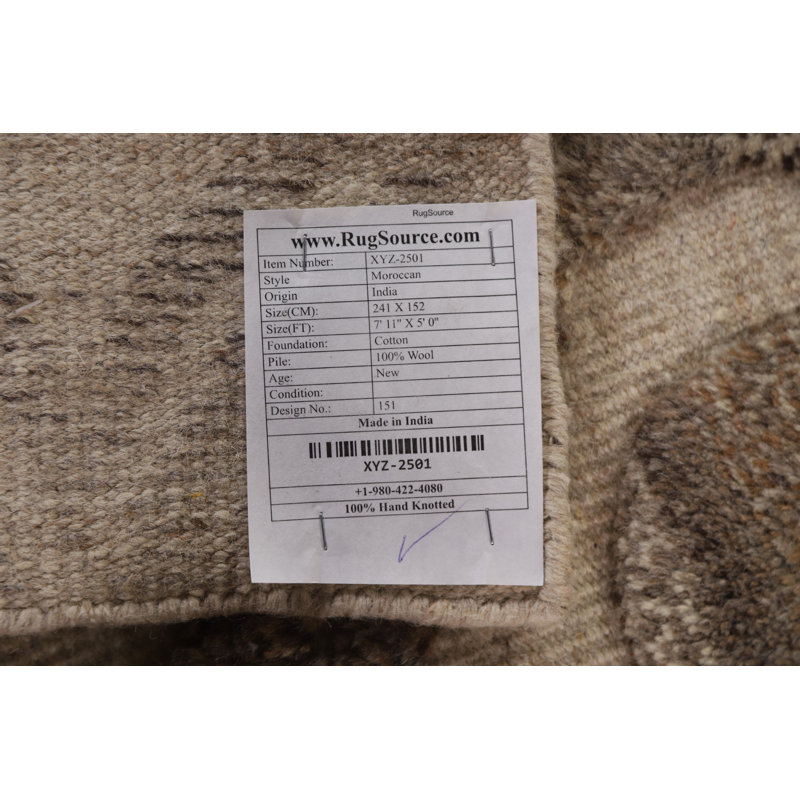 RugSource
www.RugSource.com
Item Number: XYZ-2501
Style Moroccan
Origin India
Size(CM): 241 X 152
Size(FT): 7' 11" X 5' 0"
Foundation: Cotton
Pile: 100% Wool
Age: New
Condition:
Design No.: 151
Made in India
XYZ-2501
+1-980-422-4080
100% Hand Knotted